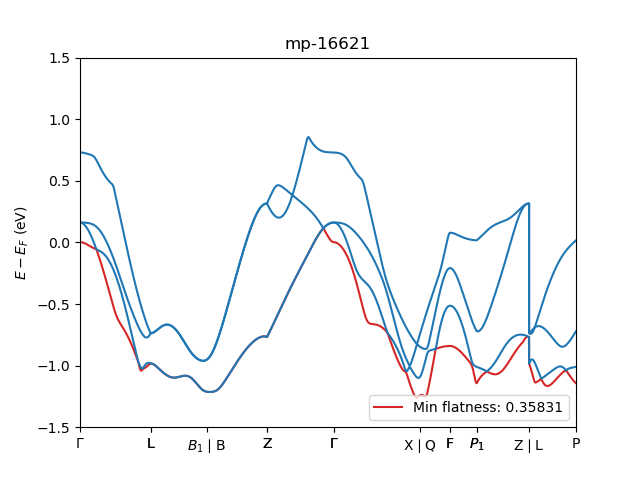 mp-16621
1.5
1.0
0.5
0.0
−0.5
−1.0
−1.5
E − E_F (eV)
Min flatness: 0.35831
Γ L B₁ | B Z Γ X | Q F P₁ Z | L P